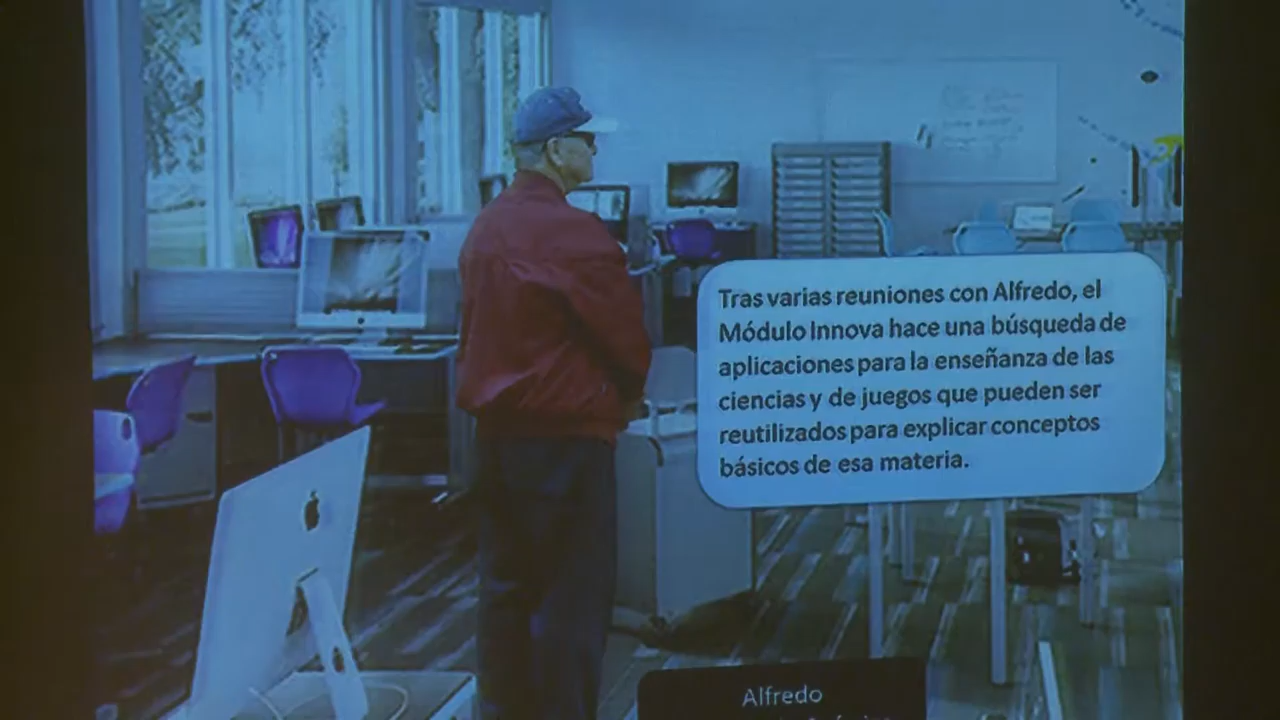 Tras varias reuniones con Alfredo, el
Módulo Innova hace una búsqueda de
aplicaciones para la enseñanza de las
ciencias y de juegos que pueden ser
reutilizados para explicar conceptos
básicos de esa materia.
Alfredo